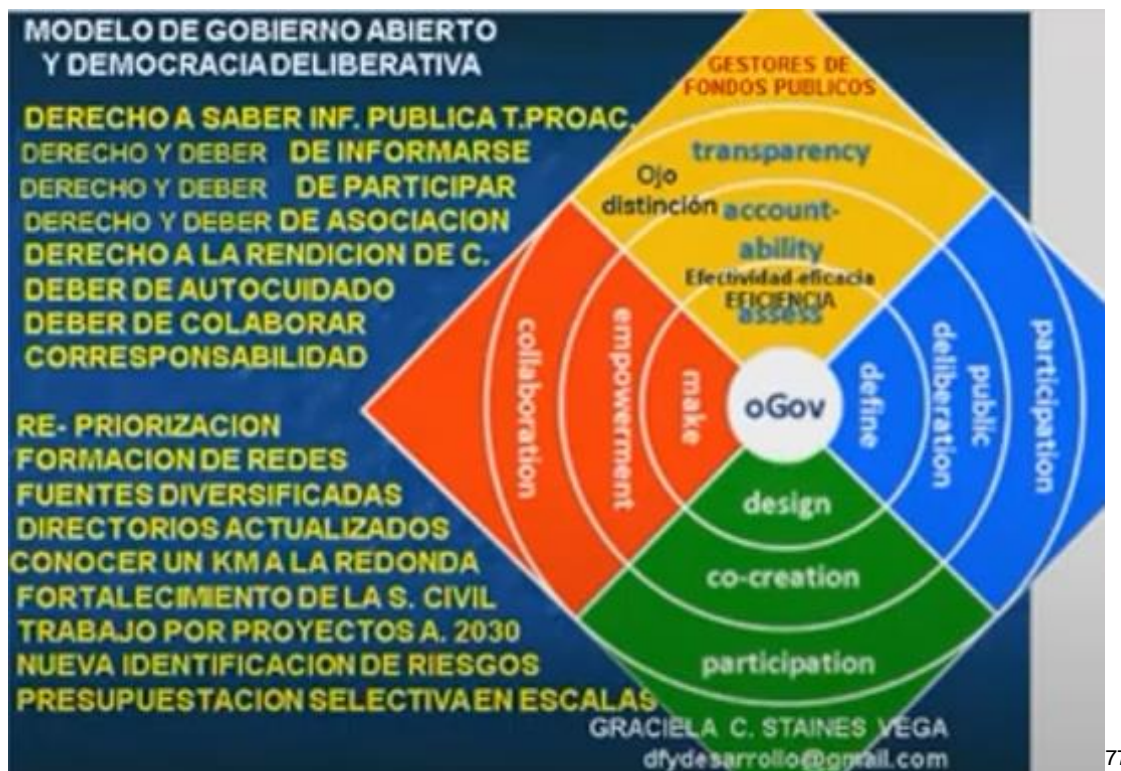 MODELO DE GOBIERNO ABIERTO
Y DEMOCRACIA DELIBERATIVA
DERECHO A SABER INF. PUBLICA T.PROAC.
DERECHO Y DEBER DE INFORMARSE
DERECHO Y DEBER DE PARTICIPAR
DERECHO Y DEBER DE ASOCIACION
DERECHO A LA RENDICION DE C.
DEBER DE AUTOCUIDADO
DEBER DE COLABORAR
CORRESPONSABILIDAD
RE- PRIORIZACION
FORMACION DE REDES
FUENTES DIVERSIFICADAS
DIRECTORIOS ACTUALIZADOS
CONOCER UN KM A LA REDONDA
FORTALECIMIENTO DE LA S. CIVIL
TRABAJO POR PROYECTOS A. 2030
NUEVA IDENTIFICACION DE RIESGOS
PRESUPUESTACION SELECTIVA EN ESCALAS
GESTORES DE
FONDOS PUBLICOS
transparency
Ojo
distinción
account-
ability
Efectividad eficacia
EFICIENCIA
assess
collaboration
empowerment
make
oGov
define
public
deliberation
participation
design
co-creation
participation
GRACIELA C. STAINES VEGA
dfydesarrollo@gmail.com
77